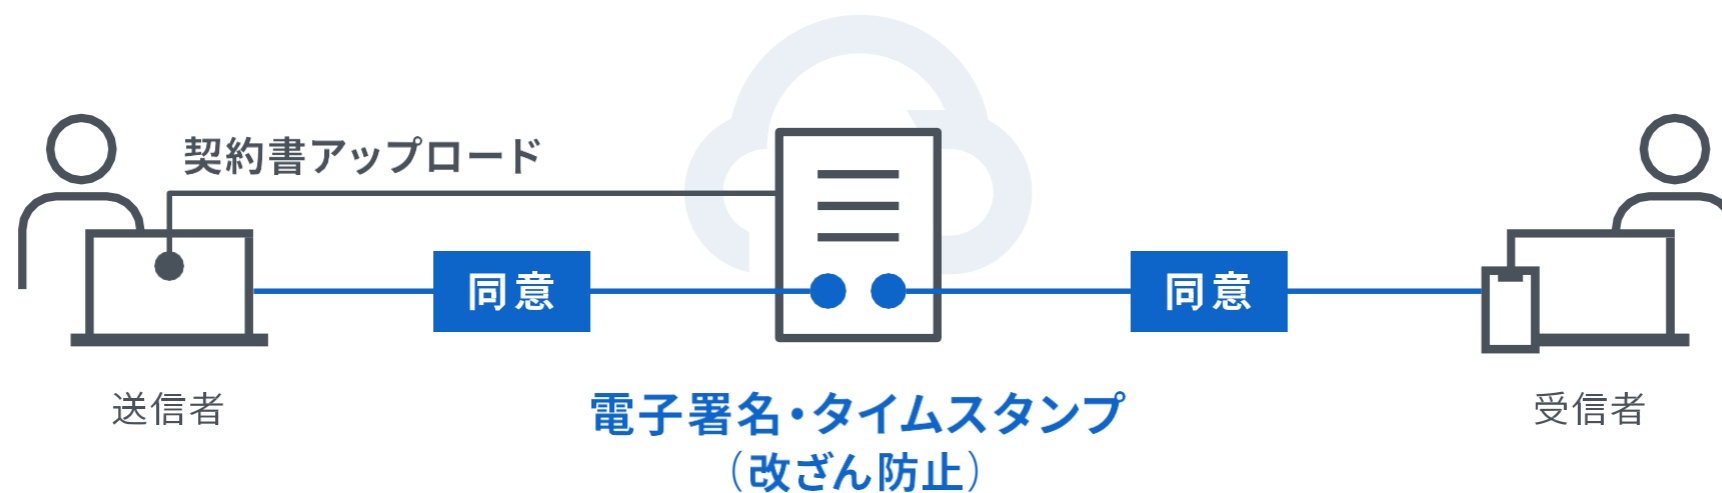 契約書アップロード
同意
同意
送信者
電子署名・タイムスタンプ
（改ざん防止）
受信者